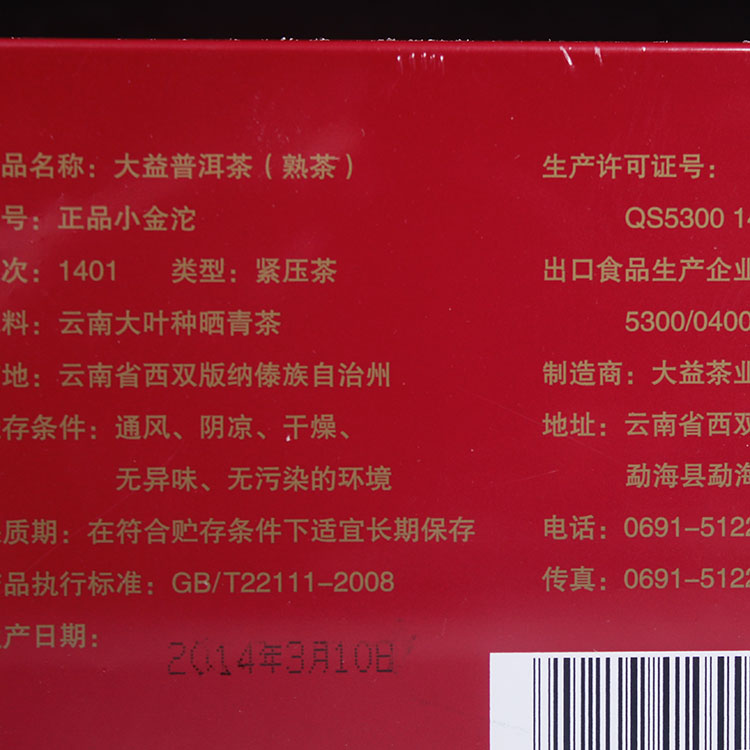 品名称：大益普洱茶（熟茶）
号：正品小金沱
次：1401 类型：紧压茶
料：云南大叶种晒青茶
地：云南省西双版纳傣族自治州
存条件：通风、阴凉、干燥、
无异味、无污染的环境
质期：在符合贮存条件下适宜长期保存
品执行标准：GB/T22111-2008
产日期：
2014年3月10日
生产许可证号：
QS5300 14
出口食品生产企业
5300/0400
制造商：大益茶业
地址：云南省西双
勐海县勐海
电话：0691-5122
传真：0691-5122